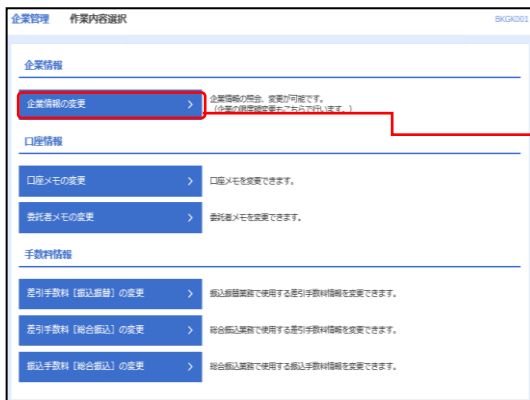 企業管理 作業内容選択 BKGK001
企業情報
企業情報の変更
企業情報の照会、変更が可能です。
(企業の限度額変更もこちらで行います。)
口座情報
口座メモの変更
口座メモを変更できます。
委託者メモの変更
委託者メモを変更できます。
手数料情報
差引手数料［振込振替］の変更
振込振替業務で使用する差引手数料情報を変更できます。
差引手数料［総合振込］の変更
総合振込業務で使用する差引手数料情報を変更できます。
振込手数料［総合振込］の変更
総合振込業務で使用する振込手数料情報を変更できます。